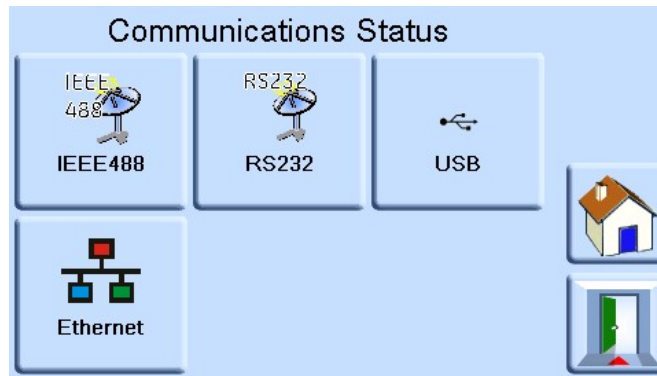 Communications Status
IEEE
488
IEEE488
RS232
RS232
USB
Ethernet